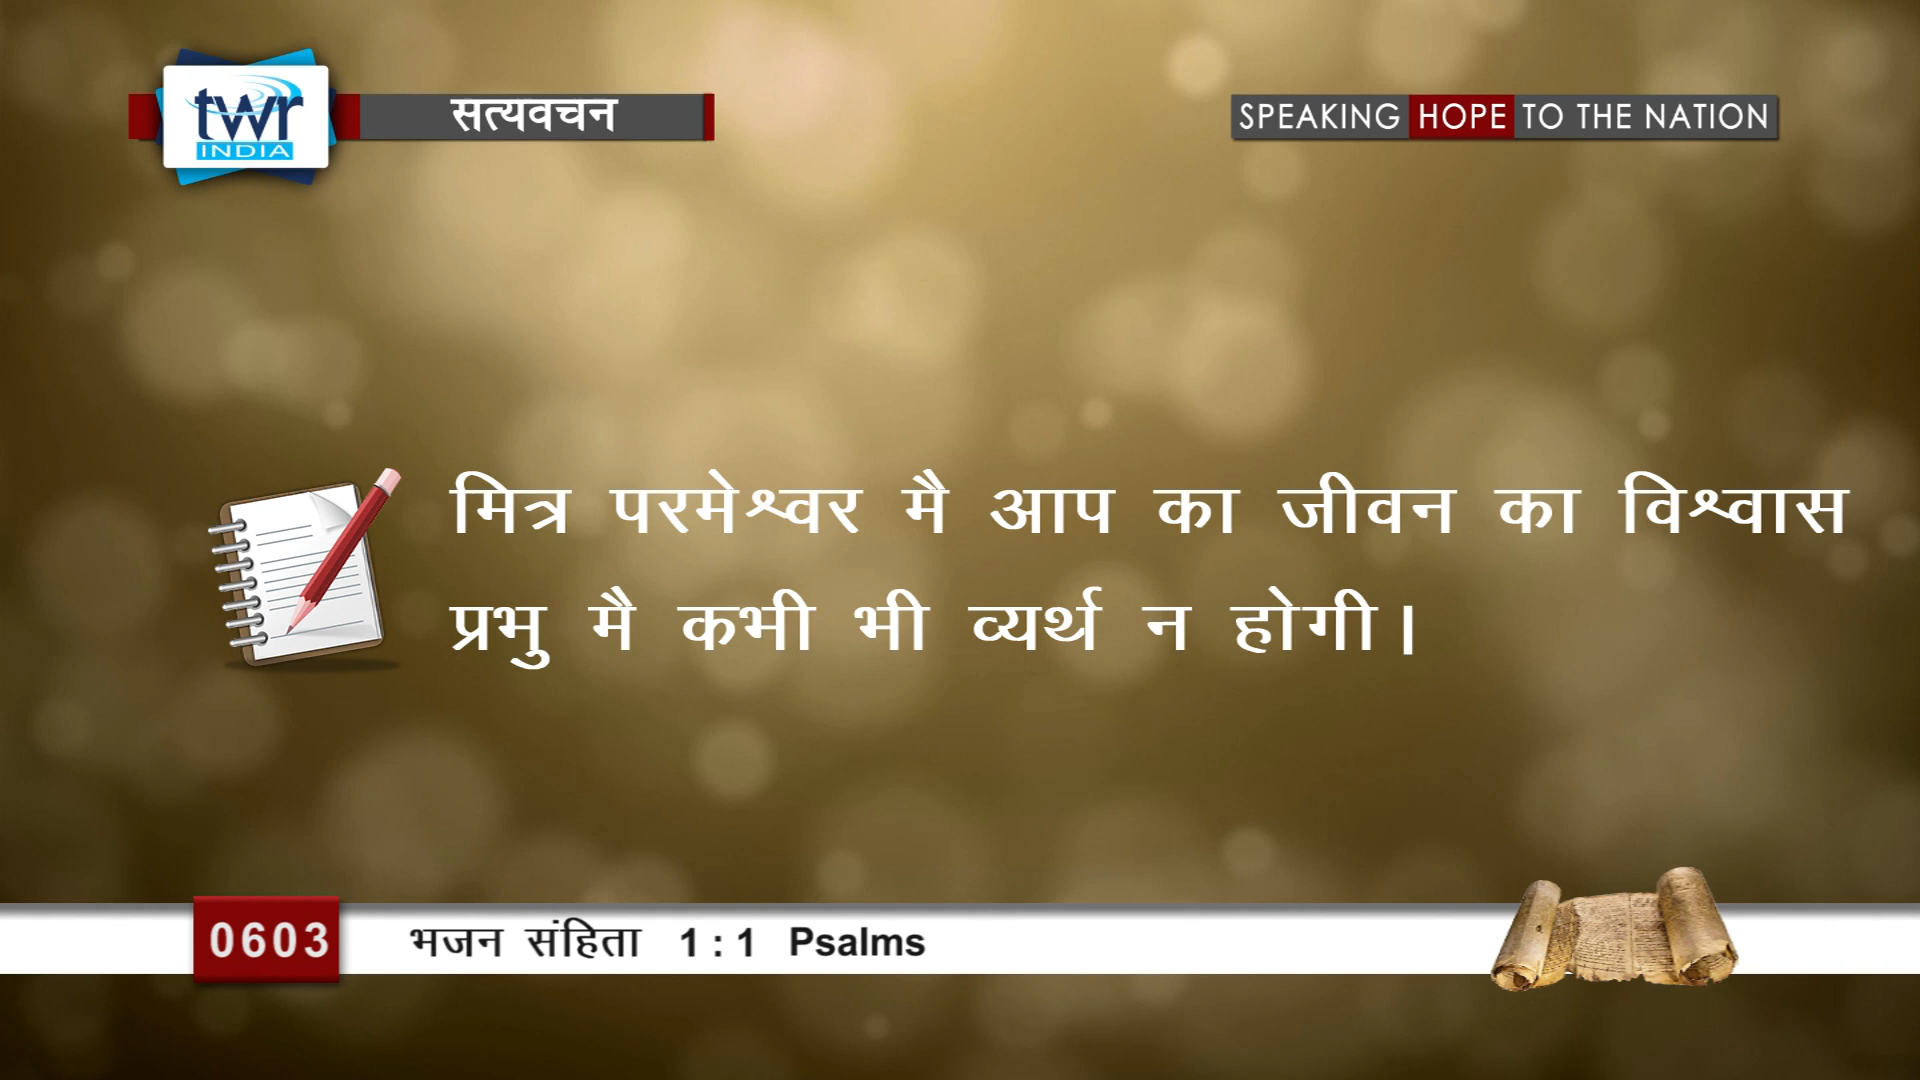 twr
INDIA
सत्यवचन
SPEAKING HOPE TO THE NATION
मित्र परमेश्वर मै आप का जीवन का विश्वास
प्रभु मै कभी भी व्यर्थ न होगी।
0603 भजन संहिता 1 : 1 Psalms